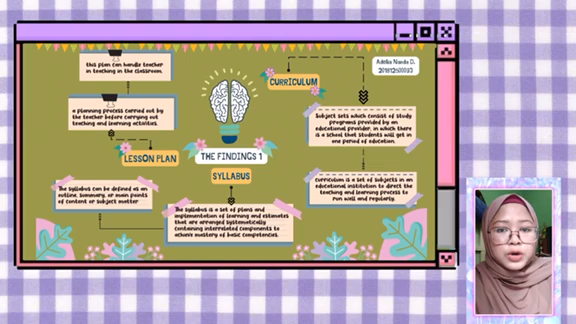 this plan can handle teacher
in teaching in the classroom.
a planning process carried out by
the teacher before carrying out
teaching and learning activities.
LESSON PLAN
THE FINDINGS 1
SYLLABUS
The syllabus can be defined as an
outline, summary, or main points
of content or subject matter
The syllabus is a set of plans and
implementation of learning and estimates
that are arranged systematically
containing interrelated components to
achieve mastery of basic competencies.
CURRICULUM
Subject sets which consist of study
programs provided by an
educational provider, in which there
is a school that students will get in
one period of education.
curriculum is a set of subjects in an
educational institution to direct the
teaching and learning process to
run well and regularly.
Nanda D.